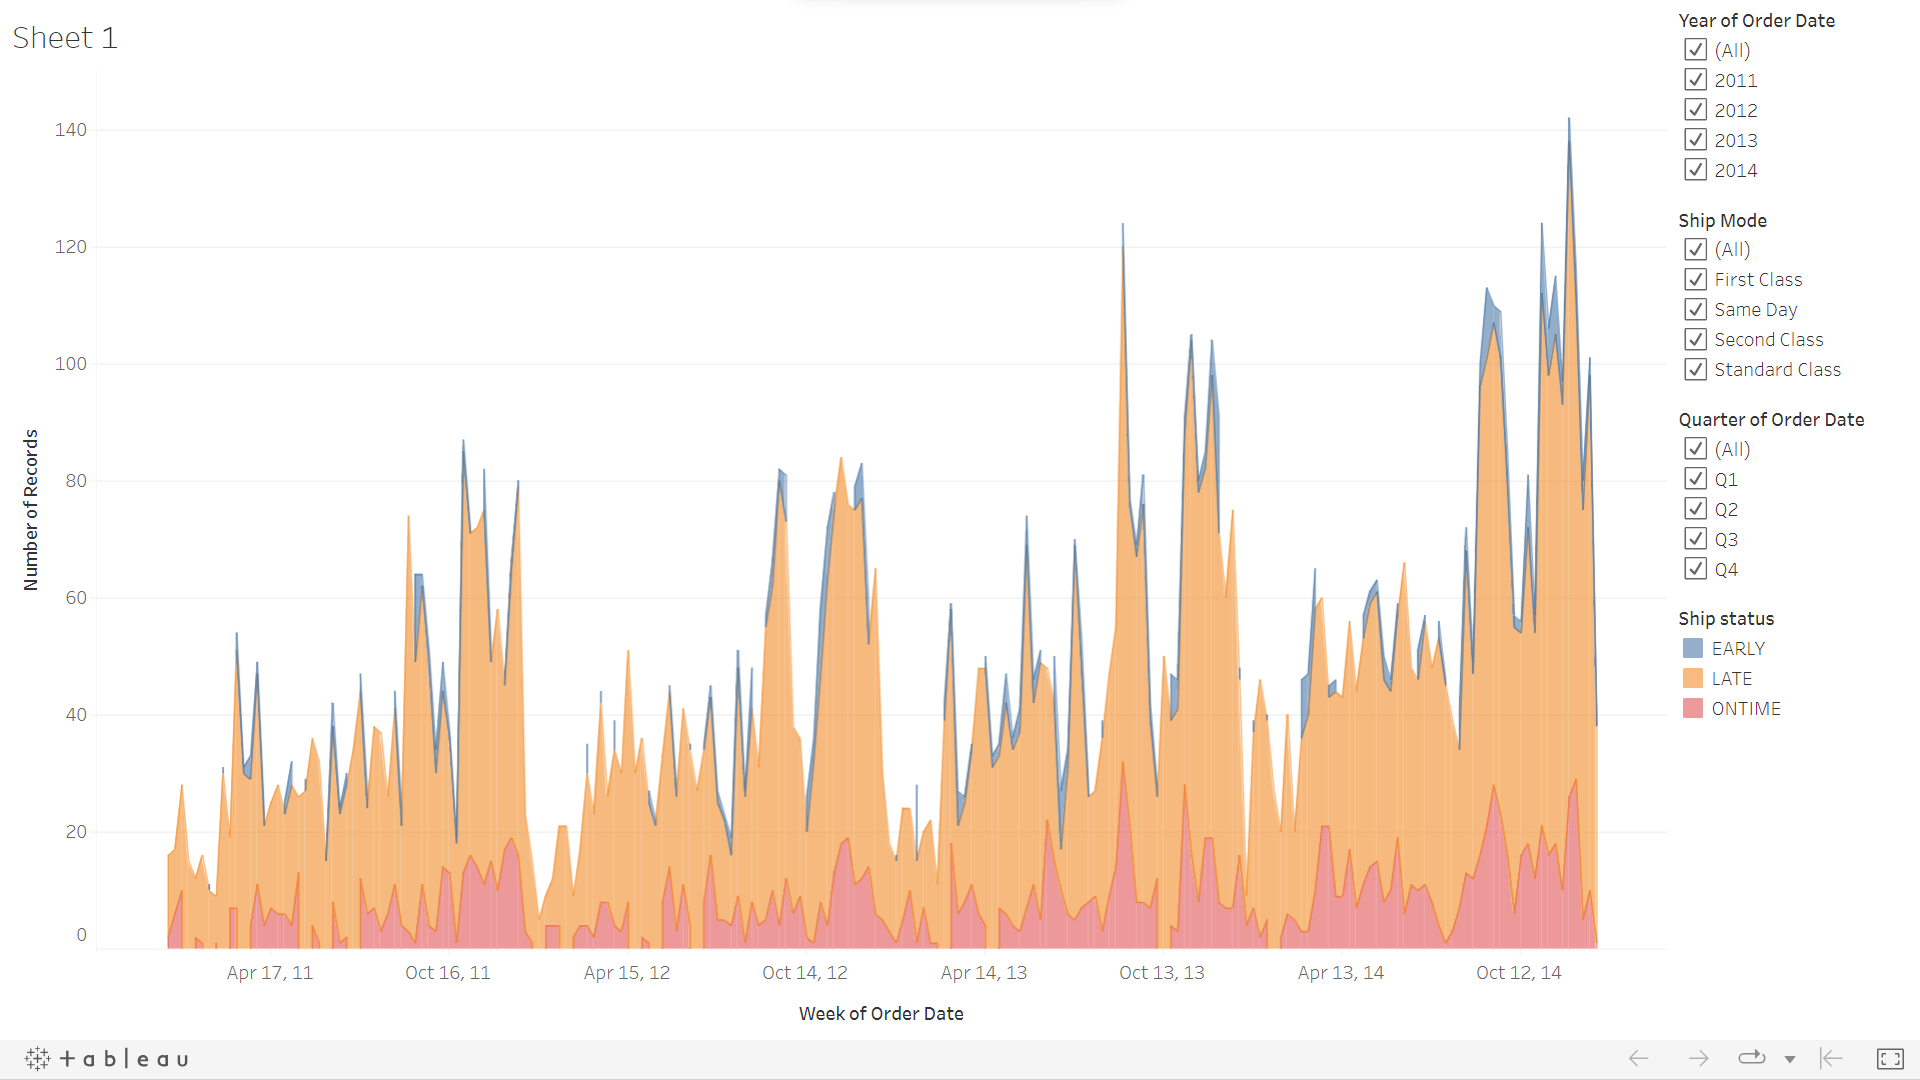 Sheet 1
140
120
100
80
60
40
20
0
Number of Records
Apr 17, 11
Oct 16, 11
Apr 15, 12
Oct 14, 12
Apr 14, 13
Oct 13, 13
Apr 13, 14
Oct 12, 14
Week of Order Date
Year of Order Date
(All)
2011
2012
2013
2014
Ship Mode
(All)
First Class
Same Day
Second Class
Standard Class
Quarter of Order Date
(All)
Q1
Q2
Q3
Q4
Ship status
EARLY
LATE
ONTIME
+ableau